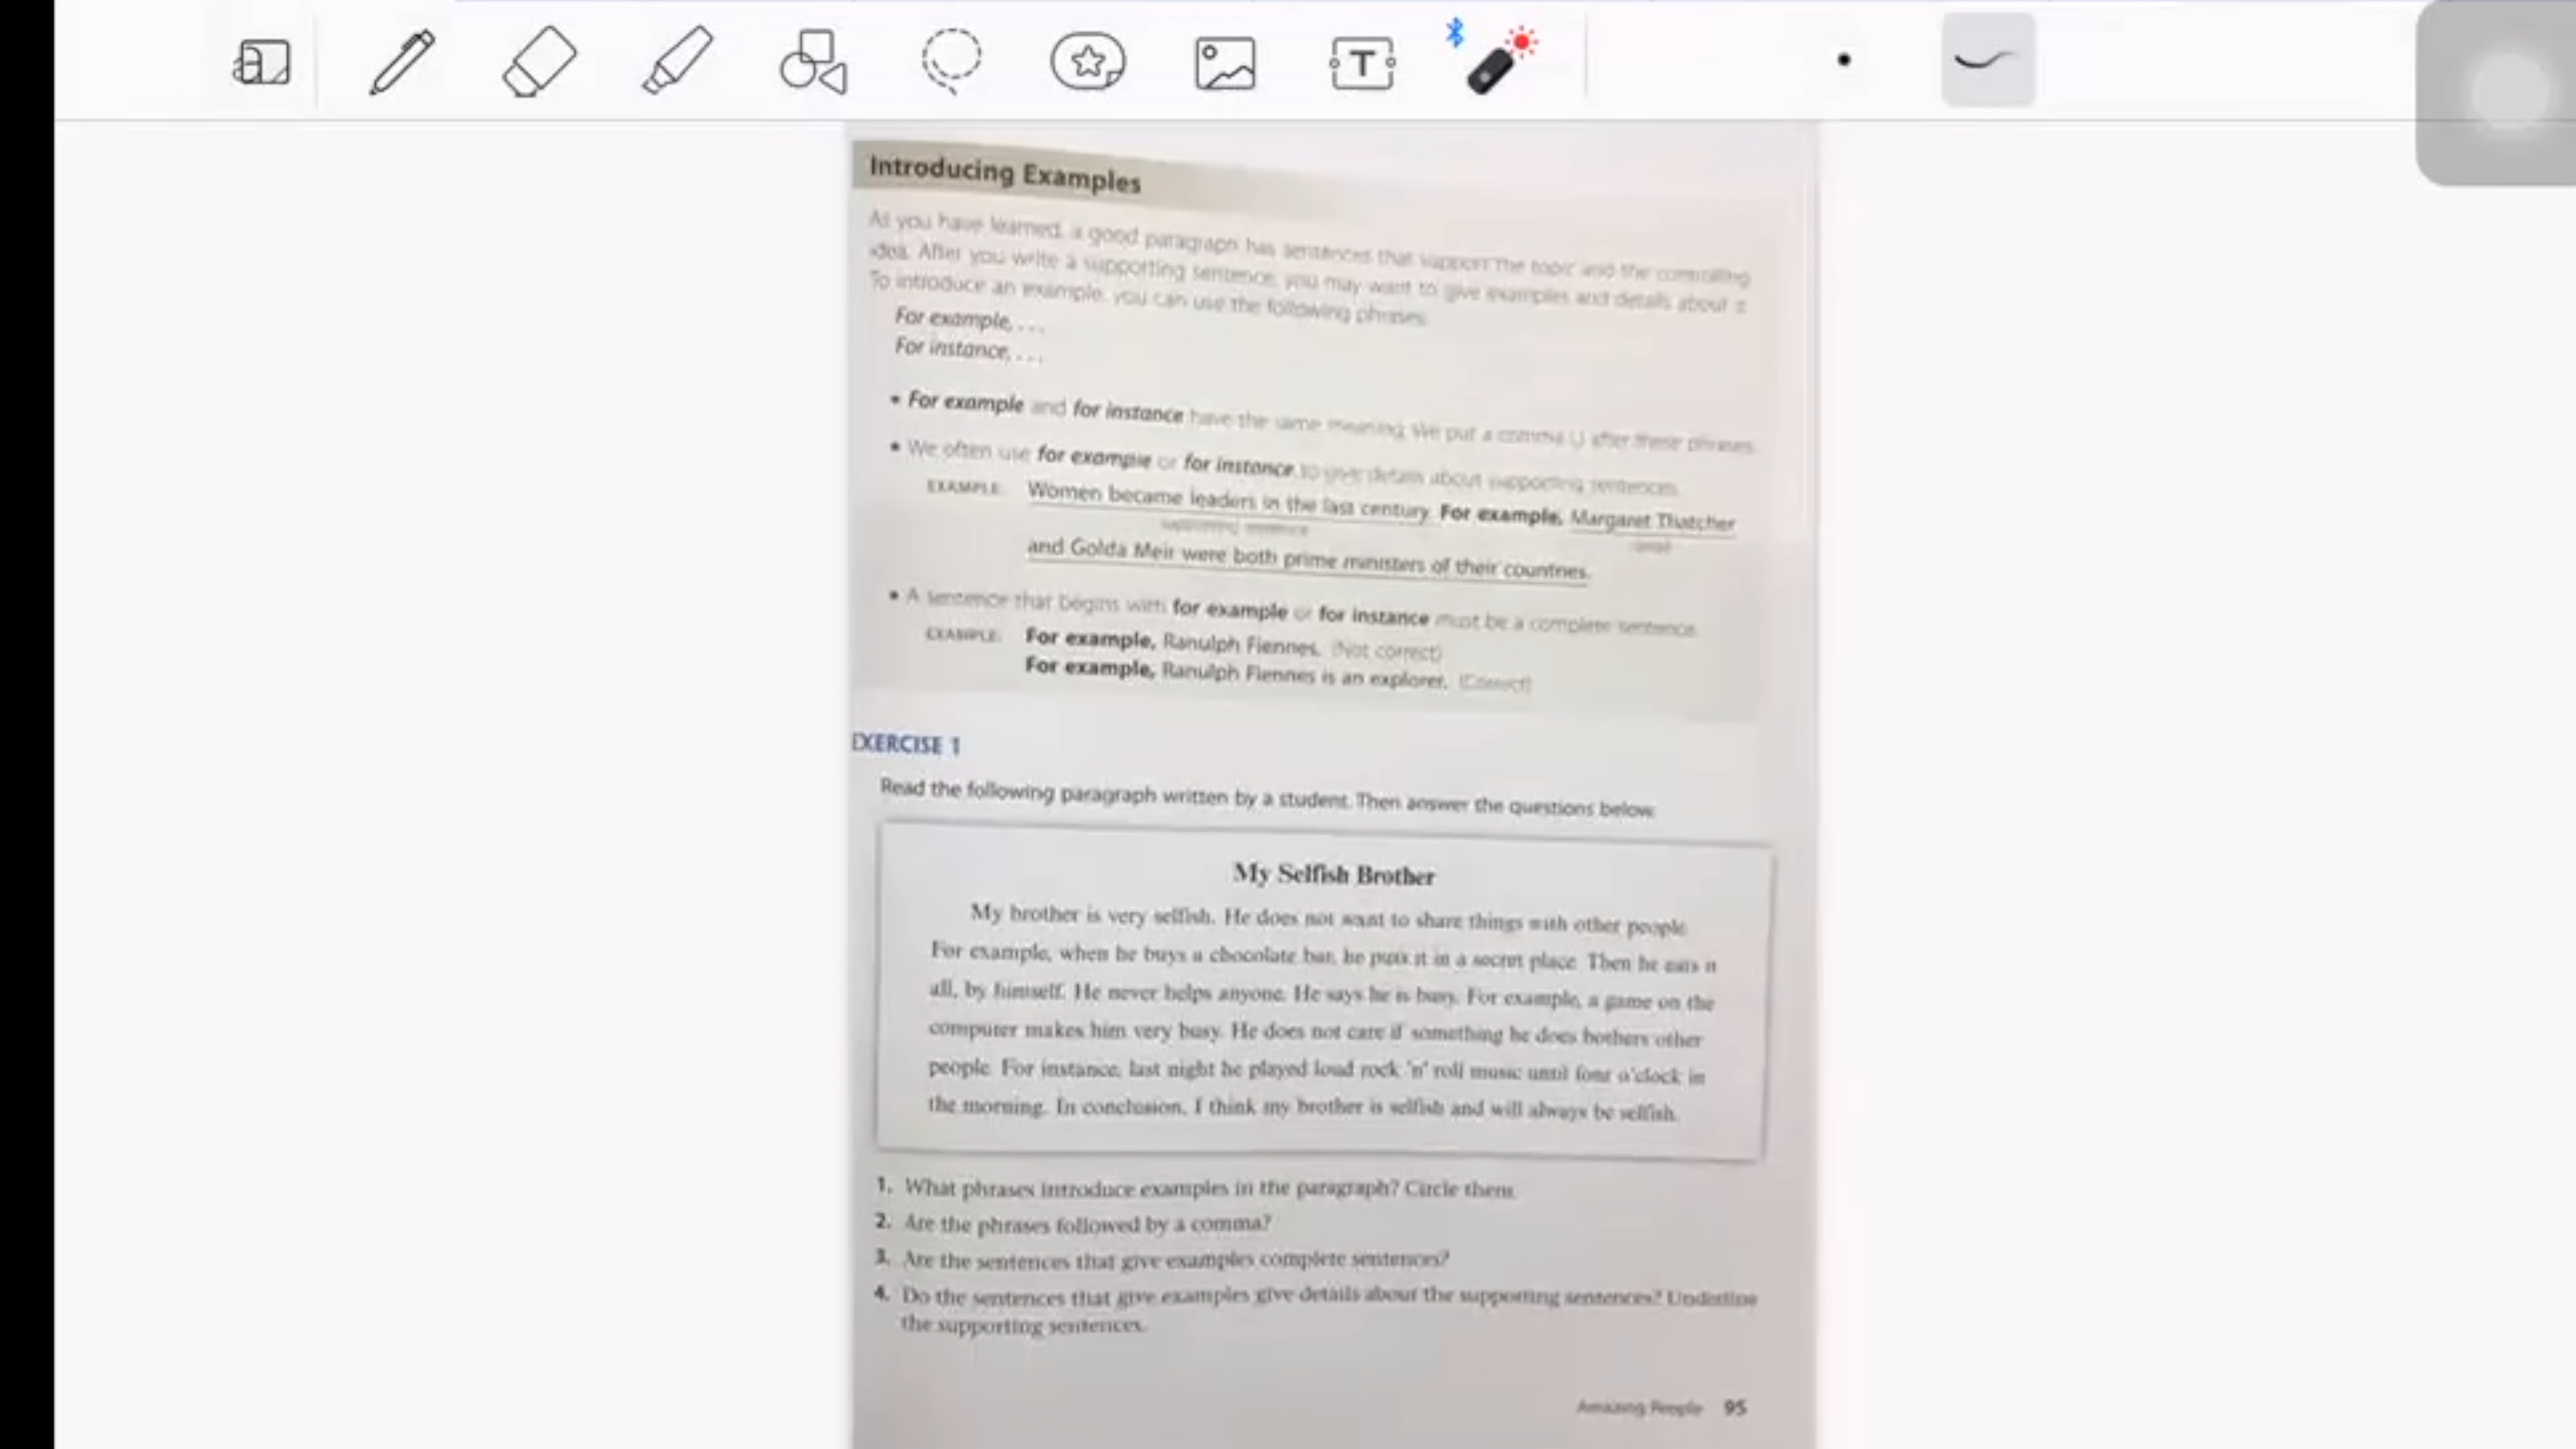 T
Introducing Examples
As you have learned, a good paragraph has sentences that support the topic and the controlling
idea. After you write a supporting sentence, you may want to give examples and details about it.
To introduce an example, you can use the following phrases.
For example, . . .
For instance, . . .
• For example and for instance have the same meaning. We put a comma (,) after these phrases.
• We often use for example or for instance to give details about supporting sentences.
EXAMPLE: Women became leaders in the last century. For example, Margaret Thatcher
supporting sentence detail
and Golda Meir were both prime ministers of their countries.
• A sentence that begins with for example or for instance must be a complete sentence.
EXAMPLE: For example, Ranulph Fiennes. (Not correct)
For example, Ranulph Fiennes is an explorer. (Correct)
EXERCISE 1
Read the following paragraph written by a student. Then answer the questions below.
My Selfish Brother
My brother is very selfish. He does not want to share things with other people.
For example, when he buys a chocolate bar, he puts it in a secret place. Then he eats it
all, by himself. He never helps anyone. He says he is busy. For example, a game on the
computer makes him very busy. He does not care if something he does bothers other
people. For instance, last night he played loud rock 'n' roll music until four o'clock in
the morning. In conclusion, I think my brother is selfish and will always be selfish.
1. What phrases introduce examples in the paragraph? Circle them.
2. Are the phrases followed by a comma?
3. Are the sentences that give examples complete sentences?
4. Do the sentences that give examples give details about the supporting sentences? Underline
the supporting sentences.
Amazing People 95